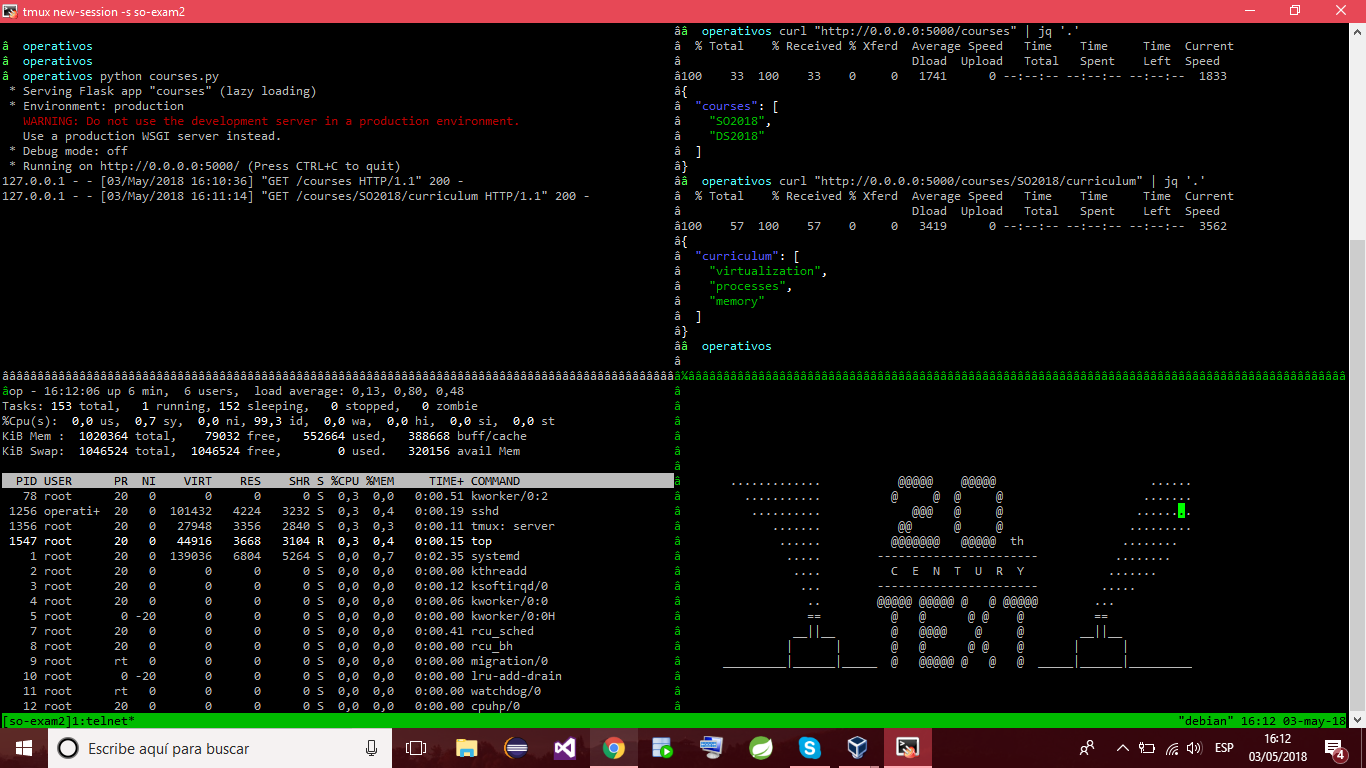 tmux new-session -s so-exam2
â  operativos
â  operativos
â  operativos python courses.py
 * Serving Flask app "courses" (lazy loading)
 * Environment: production
   WARNING: Do not use the development server in a production environment.
   Use a production WSGI server instead.
 * Debug mode: off
 * Running on http://0.0.0.0:5000/ (Press CTRL+C to quit)
127.0.0.1 - - [03/May/2018 16:10:36] "GET /courses HTTP/1.1" 200 -
127.0.0.1 - - [03/May/2018 16:11:14] "GET /courses/SO2018/curriculum HTTP/1.1" 200 -
ââ  operativos curl "http://0.0.0.0:5000/courses" | jq '.'
â  % Total    % Received % Xferd  Average Speed   Time    Time     Time  Current
â                                 Dload  Upload   Total   Spent    Left  Speed
â100    33  100    33    0     0   1741      0 --:--:-- --:--:-- --:--:--  1833
â{
â  "courses": [
â    "SO2018",
â    "DS2018"
â  ]
â}
ââ  operativos curl "http://0.0.0.0:5000/courses/SO2018/curriculum" | jq '.'
â  % Total    % Received % Xferd  Average Speed   Time    Time     Time  Current
â                                 Dload  Upload   Total   Spent    Left  Speed
â100    57  100    57    0     0   3419      0 --:--:-- --:--:-- --:--:--  3562
â{
â  "curriculum": [
â    "virtualization",
â    "processes",
â    "memory"
â  ]
â}
ââ  operativos
âop - 16:12:06 up 6 min,  6 users,  load average: 0,13, 0,80, 0,48
Tasks: 153 total,   1 running, 152 sleeping,   0 stopped,   0 zombie
%Cpu(s):  0,0 us,  0,7 sy,  0,0 ni, 99,3 id,  0,0 wa,  0,0 hi,  0,0 si,  0,0 st
KiB Mem :  1020364 total,    79032 free,   552664 used,   388668 buff/cache
KiB Swap:  1046524 total,  1046524 free,        0 used.   320156 avail Mem
PID USER      PR  NI    VIRT    RES    SHR S %CPU %MEM     TIME+ COMMAND
78 root      20   0       0      0      0 S  0,3  0,0   0:00.51 kworker/0:2
1256 operati+  20   0  101432   4224   3232 S  0,3  0,4   0:00.19 sshd
1356 root      20   0   27948   3356   2840 S  0,3  0,3   0:00.11 tmux: server
1547 root      20   0   44916   3668   3104 R  0,3  0,4   0:00.15 top
1 root      20   0  139036   6804   5264 S  0,0  0,7   0:02.35 systemd
2 root      20   0       0      0      0 S  0,0  0,0   0:00.00 kthreadd
3 root      20   0       0      0      0 S  0,0  0,0   0:00.12 ksoftirqd/0
4 root      20   0       0      0      0 S  0,0  0,0   0:00.06 kworker/0:0
5 root       0 -20       0      0      0 S  0,0  0,0   0:00.00 kworker/0:0H
7 root      20   0       0      0      0 S  0,0  0,0   0:00.41 rcu_sched
8 root      20   0       0      0      0 S  0,0  0,0   0:00.00 rcu_bh
9 root      rt   0       0      0      0 S  0,0  0,0   0:00.00 migration/0
10 root       0 -20       0      0      0 S  0,0  0,0   0:00.00 lru-add-drain
11 root      rt   0       0      0      0 S  0,0  0,0   0:00.00 watchdog/0
12 root      20   0       0      0      0 S  0,0  0,0   0:00.00 cpuhp/0
20 th
C E N T U R Y
TEXT
[so-exam2]1:telnet*
"debian" 16:12 03-may-18
Escribe aquí para buscar
ESP
16:12
03/05/2018
4